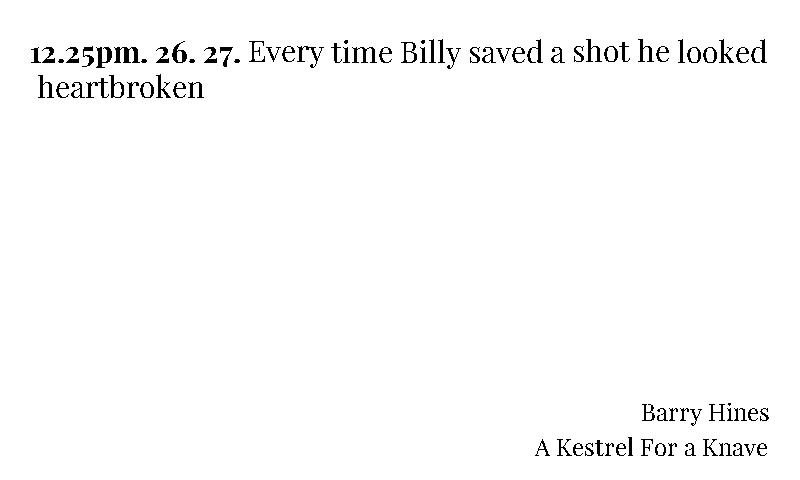 12.25pm. 26. 27. Every time Billy saved a shot he looked
heartbroken
Barry Hines
A Kestrel For a Knave